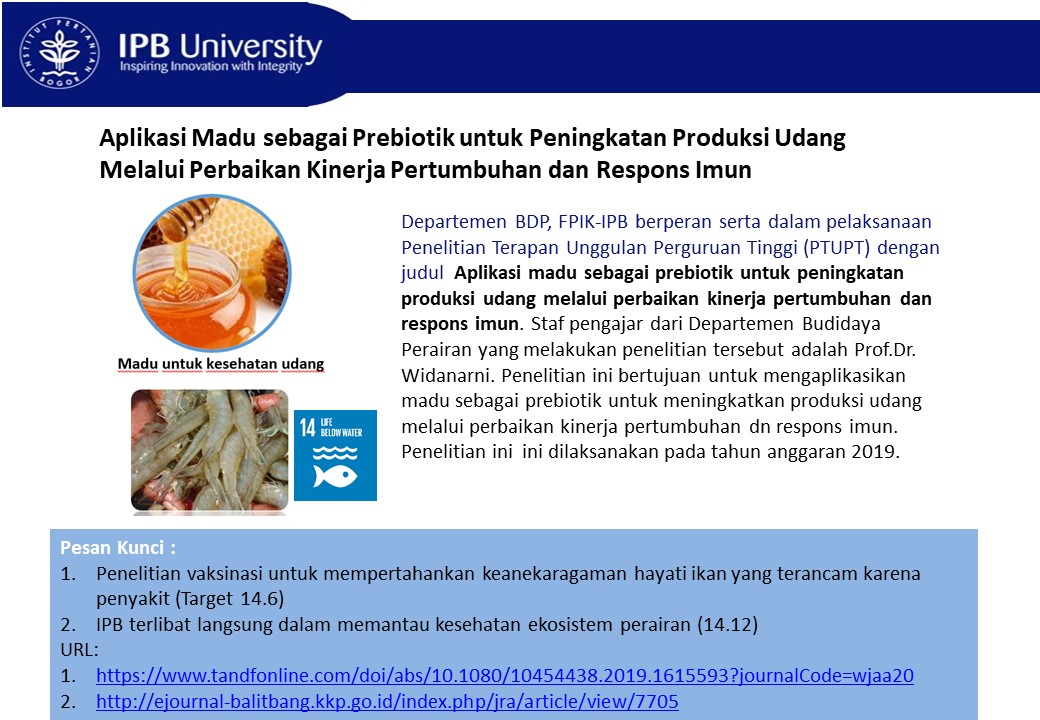 INSTITUT PERTANIAN BOGOR
IPB University
Inspiring Innovation with Integrity
Aplikasi Madu sebagai Prebiotik untuk Peningkatan Produksi Udang
Melalui Perbaikan Kinerja Pertumbuhan dan Respons Imun
Madu untuk kesehatan udang
14 LIFE
BELOW WATER
Departemen BDP, FPIK-IPB berperan serta dalam pelaksanaan
Penelitian Terapan Unggulan Perguruan Tinggi (PTUPT) dengan
judul Aplikasi madu sebagai prebiotik untuk peningkatan
produksi udang melalui perbaikan kinerja pertumbuhan dan
respons imun. Staf pengajar dari Departemen Budidaya
Perairan yang melakukan penelitian tersebut adalah Prof.Dr.
Widanarni. Penelitian ini bertujuan untuk mengaplikasikan
madu sebagai prebiotik untuk meningkatkan produksi udang
melalui perbaikan kinerja pertumbuhan dn respons imun.
Penelitian ini ini dilaksanakan pada tahun anggaran 2019.
Pesan Kunci :
1. Penelitian vaksinasi untuk mempertahankan keanekaragaman hayati ikan yang terancam karena
penyakit (Target 14.6)
2. IPB terlibat langsung dalam memantau kesehatan ekosistem perairan (14.12)
URL:
1. https://www.tandfonline.com/doi/abs/10.1080/10454438.2019.1615593?journalCode=wjaa20
2. http://ejournal-balitbang.kkp.go.id/index.php/jra/article/view/7705